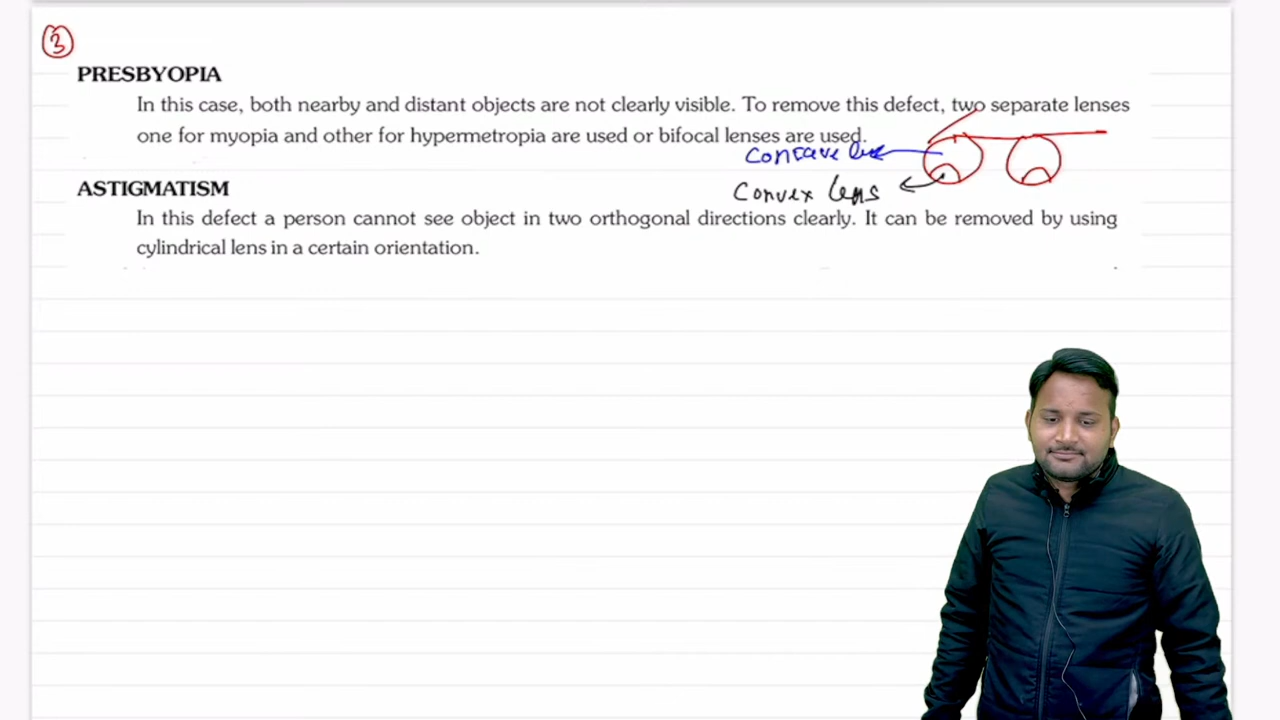 3
PRESBYOPIA
In this case, both nearby and distant objects are not clearly visible. To remove this defect, two separate lenses
one for myopia and other for hypermetropia are used or bifocal lenses are used.
Concave
Convex lens
ASTIGMATISM
In this defect a person cannot see object in two orthogonal directions clearly. It can be removed by using
cylindrical lens in a certain orientation.